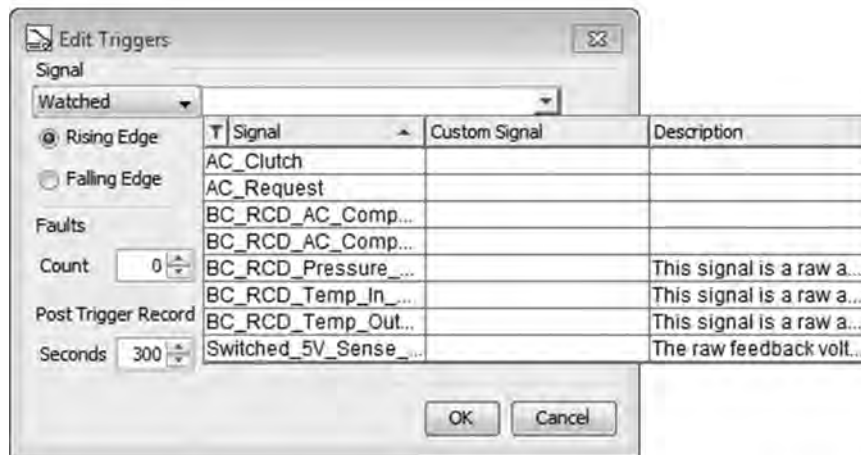 Edit Triggers
Signal
Watched
Rising Edge
Falling Edge
Faults
Count 0
Post Trigger Record
Seconds 300
Signal Custom Signal Description
AC_Clutch
AC_Request
BC_RCD_AC_Comp...
BC_RCD_AC_Comp...
BC_RCD_Pressure_... This signal is a raw a...
BC_RCD_Temp_In_... This signal is a raw a...
BC_RCD_Temp_Out... This signal is a raw a...
Switched_5V_Sense_... The raw feedback volt...
OK Cancel